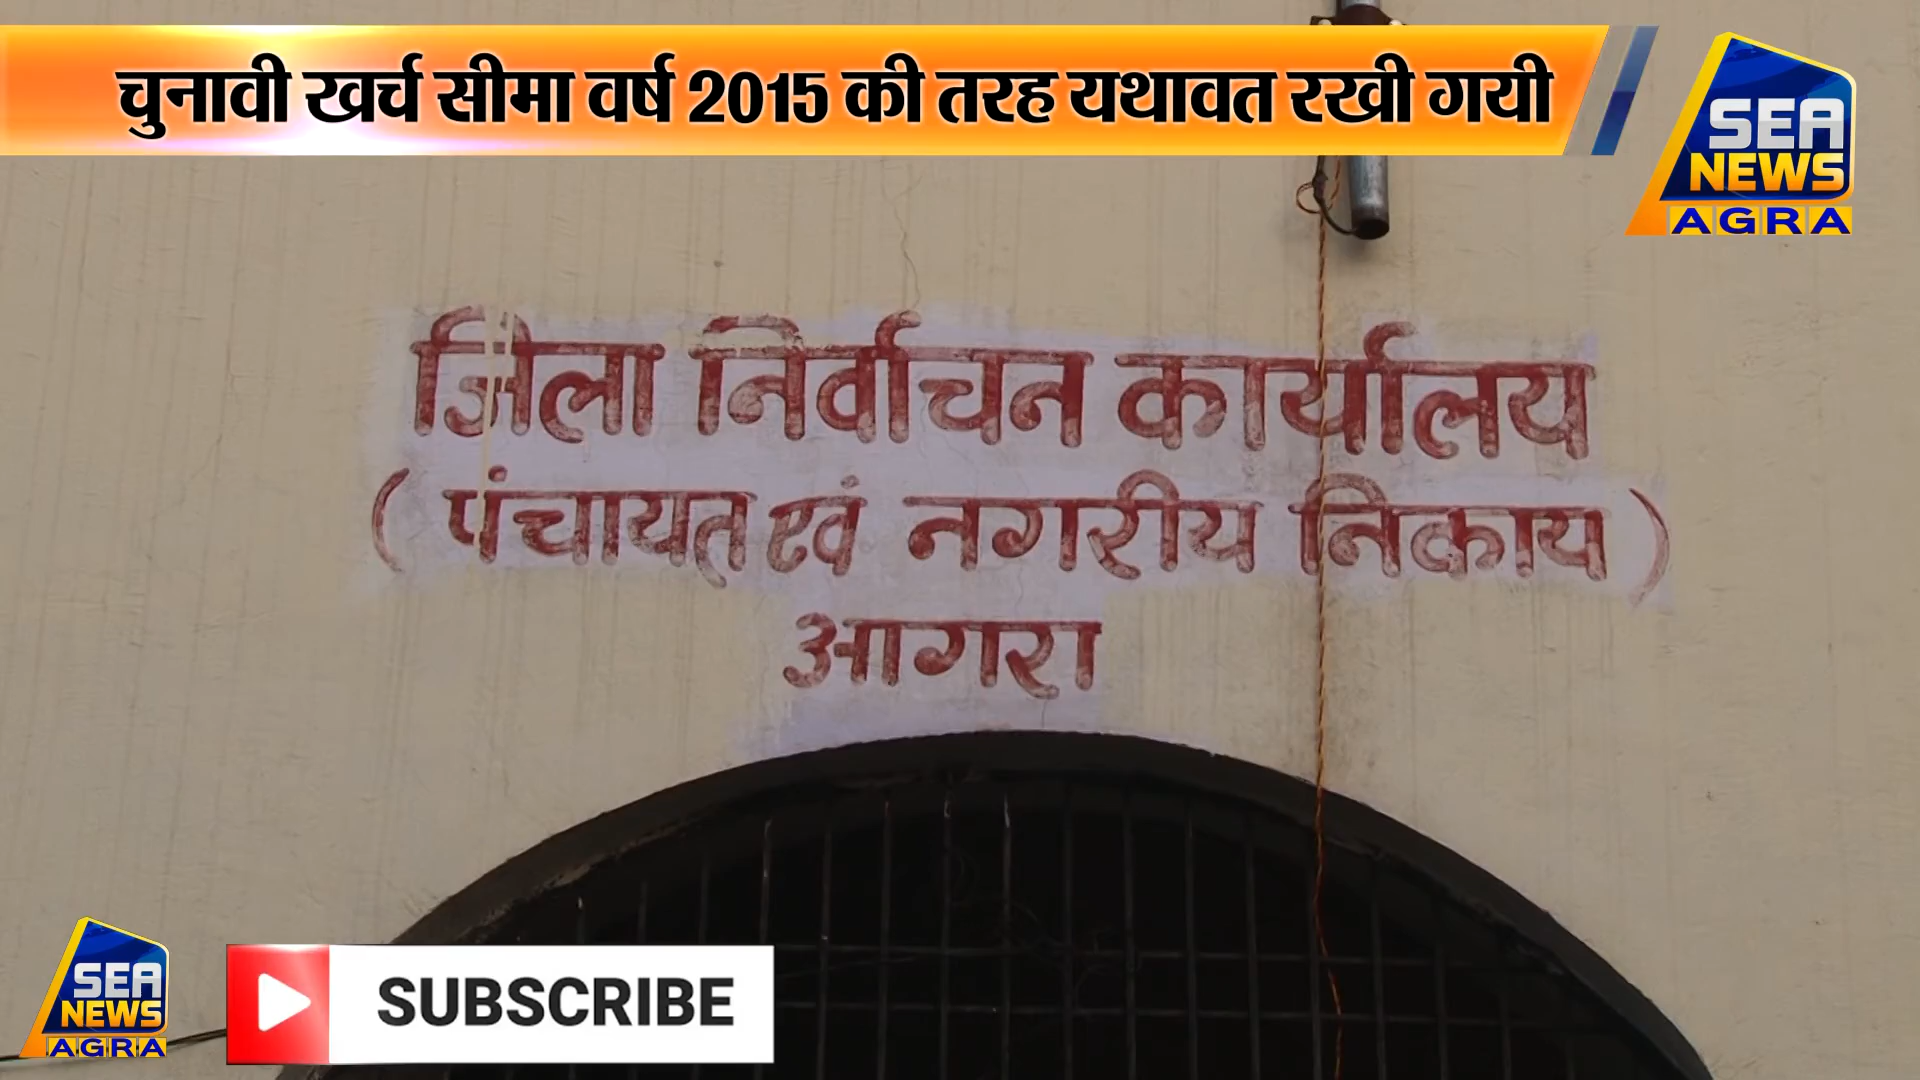 चुनावी खर्च सीमा वर्ष 2015 की तरह यथावत रखी गयी
SEA
NEWS
AGRA
जिला निर्वाचन कार्यालय
( पंचायत एवं नगरीय निकाय )
आगरा
SEA
NEWS
AGRA
SUBSCRIBE